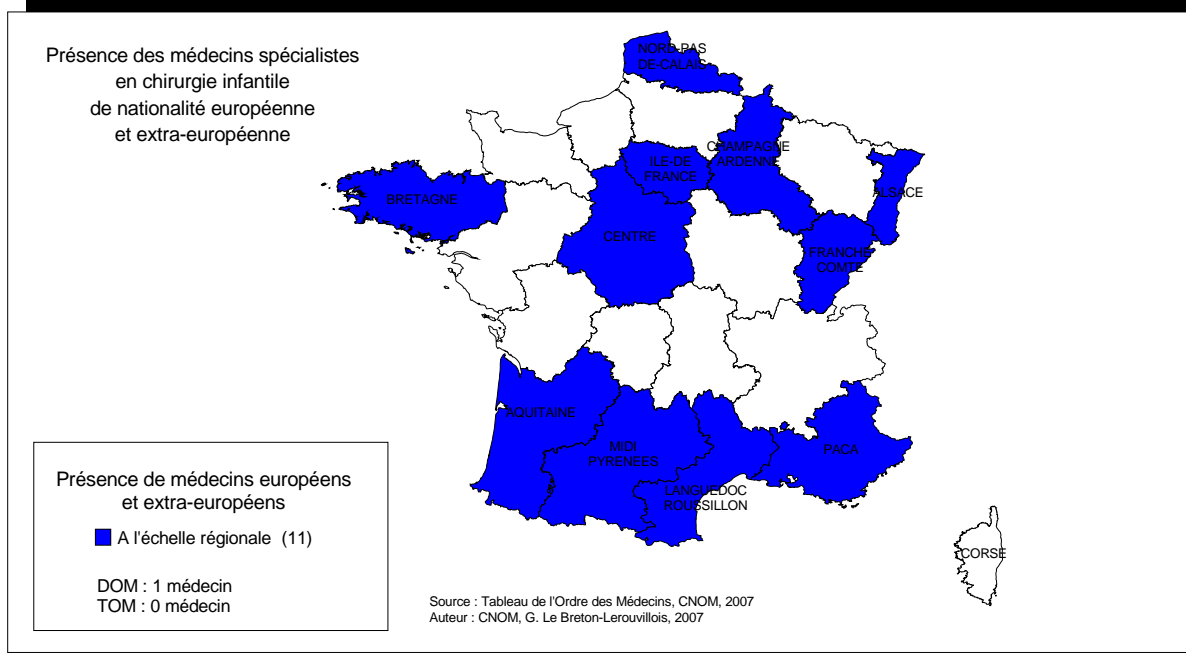 Présence des médecins spécialistes
en chirurgie infantile
de nationalité européenne
et extra-européenne
NORD-PAS
DE-CALAIS
CHAMPAGNE
ARDENNE
ILE-DE
FRANCE
ALSACE
BRETAGNE
CENTRE
FRANCHE
COMTE
AQUITAINE
MIDI
PYRENEES
PACA
LANGUEDOC
ROUSSILLON
CORSE
Présence de médecins européens
et extra-européens
A l'échelle régionale (11)
DOM : 1 médecin
TOM : 0 médecin
Source : Tableau de l'Ordre des Médecins, CNOM, 2007
Auteur : CNOM, G. Le Breton-Lerouvillois, 2007